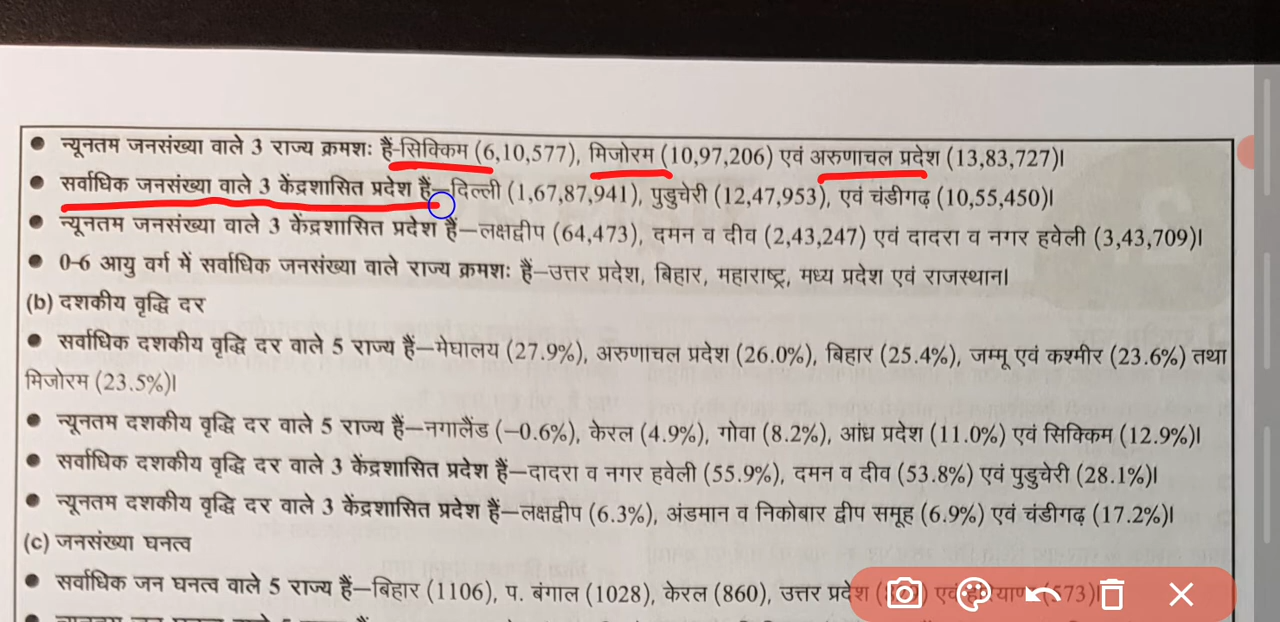 ● न्यूनतम जनसंख्या वाले 3 राज्य क्रमशः हैं-सिक्किम (6,10,577), मिजोरम (10,97,206) एवं अरुणाचल प्रदेश (13,83,727)।
● सर्वाधिक जनसंख्या वाले 3 केंद्रशासित प्रदेश हैं—दिल्ली (1,67,87,941), पुडुचेरी (12,47,953), एवं चंडीगढ़ (10,55,450)।
● न्यूनतम जनसंख्या वाले 3 केंद्रशासित प्रदेश हैं—लक्षद्वीप (64,473), दमन व दीव (2,43,247) एवं दादरा व नगर हवेली (3,43,709)।
● 0-6 आयु वर्ग में सर्वाधिक जनसंख्या वाले राज्य क्रमशः हैं—उत्तर प्रदेश, बिहार, महाराष्ट्र, मध्य प्रदेश एवं राजस्थान।
(b) दशकीय वृद्धि दर
● सर्वाधिक दशकीय वृद्धि दर वाले 5 राज्य हैं—मेघालय (27.9%), अरुणाचल प्रदेश (26.0%), बिहार (25.4%), जम्मू एवं कश्मीर (23.6%) तथा
मिजोरम (23.5%)।
● न्यूनतम दशकीय वृद्धि दर वाले 5 राज्य हैं—नगालैंड (−0.6%), केरल (4.9%), गोवा (8.2%), आंध्र प्रदेश (11.0%) एवं सिक्किम (12.9%)।
● सर्वाधिक दशकीय वृद्धि दर वाले 3 केंद्रशासित प्रदेश हैं—दादरा व नगर हवेली (55.9%), दमन व दीव (53.8%) एवं पुडुचेरी (28.1%)।
● न्यूनतम दशकीय वृद्धि दर वाले 3 केंद्रशासित प्रदेश हैं—लक्षद्वीप (6.3%), अंडमान व निकोबार द्वीप समूह (6.9%) एवं चंडीगढ़ (17.2%)।
(c) जनसंख्या घनत्व
● सर्वाधिक जन घनत्व वाले 5 राज्य हैं—बिहार (1106), प. बंगाल (1028), केरल (860), उत्तर प्रदेश एवं 573)।